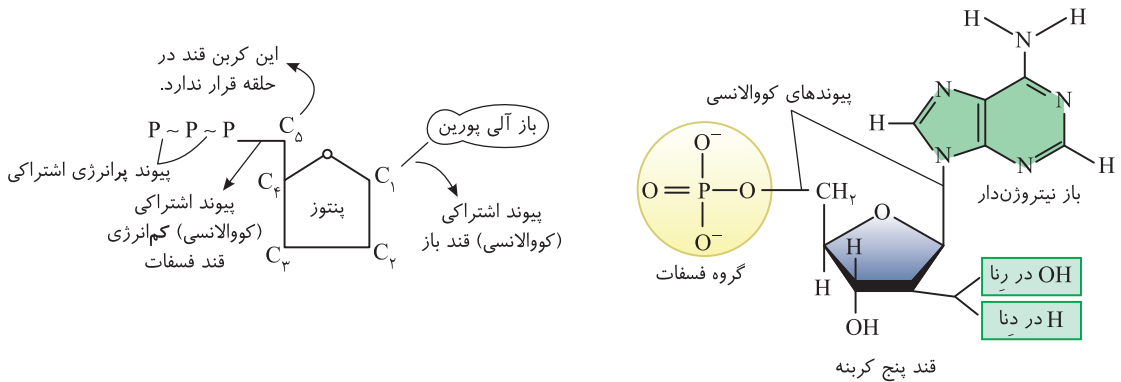 این کربن قند در
حلقه قرار ندارد.
P ~ P ~ P
C۵
باز آلی پورین
پیوند پرانرژی اشتراکی
C۴
پنتوز
C۱
پیوند اشتراکی
(کووالانسی) کم‌انرژی
قند فسفات
پیوند اشتراکی
(کووالانسی) قند باز
C۳
C۲
H H
N
پیوندهای کووالانسی
N
N
H
N
N
H
باز نیتروژن‌دار
O⁻
O = P – O
O⁻
گروه فسفات
CH۲
O
H
H
OH
OH در رِنا
H در دِنا
قند پنج کربنه